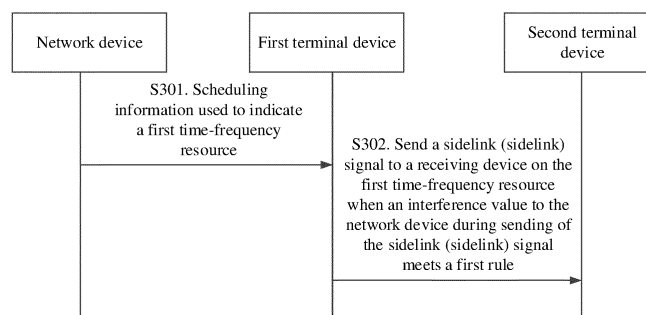 Network device
First terminal device
Second terminal
device
S301. Scheduling
information used to indicate
a first time-frequency
resource
S302. Send a sidelink (sidelink)
signal to a receiving device on the
first time-frequency resource
when an interference value to the
network device during sending of
the sidelink (sidelink) signal
meets a first rule